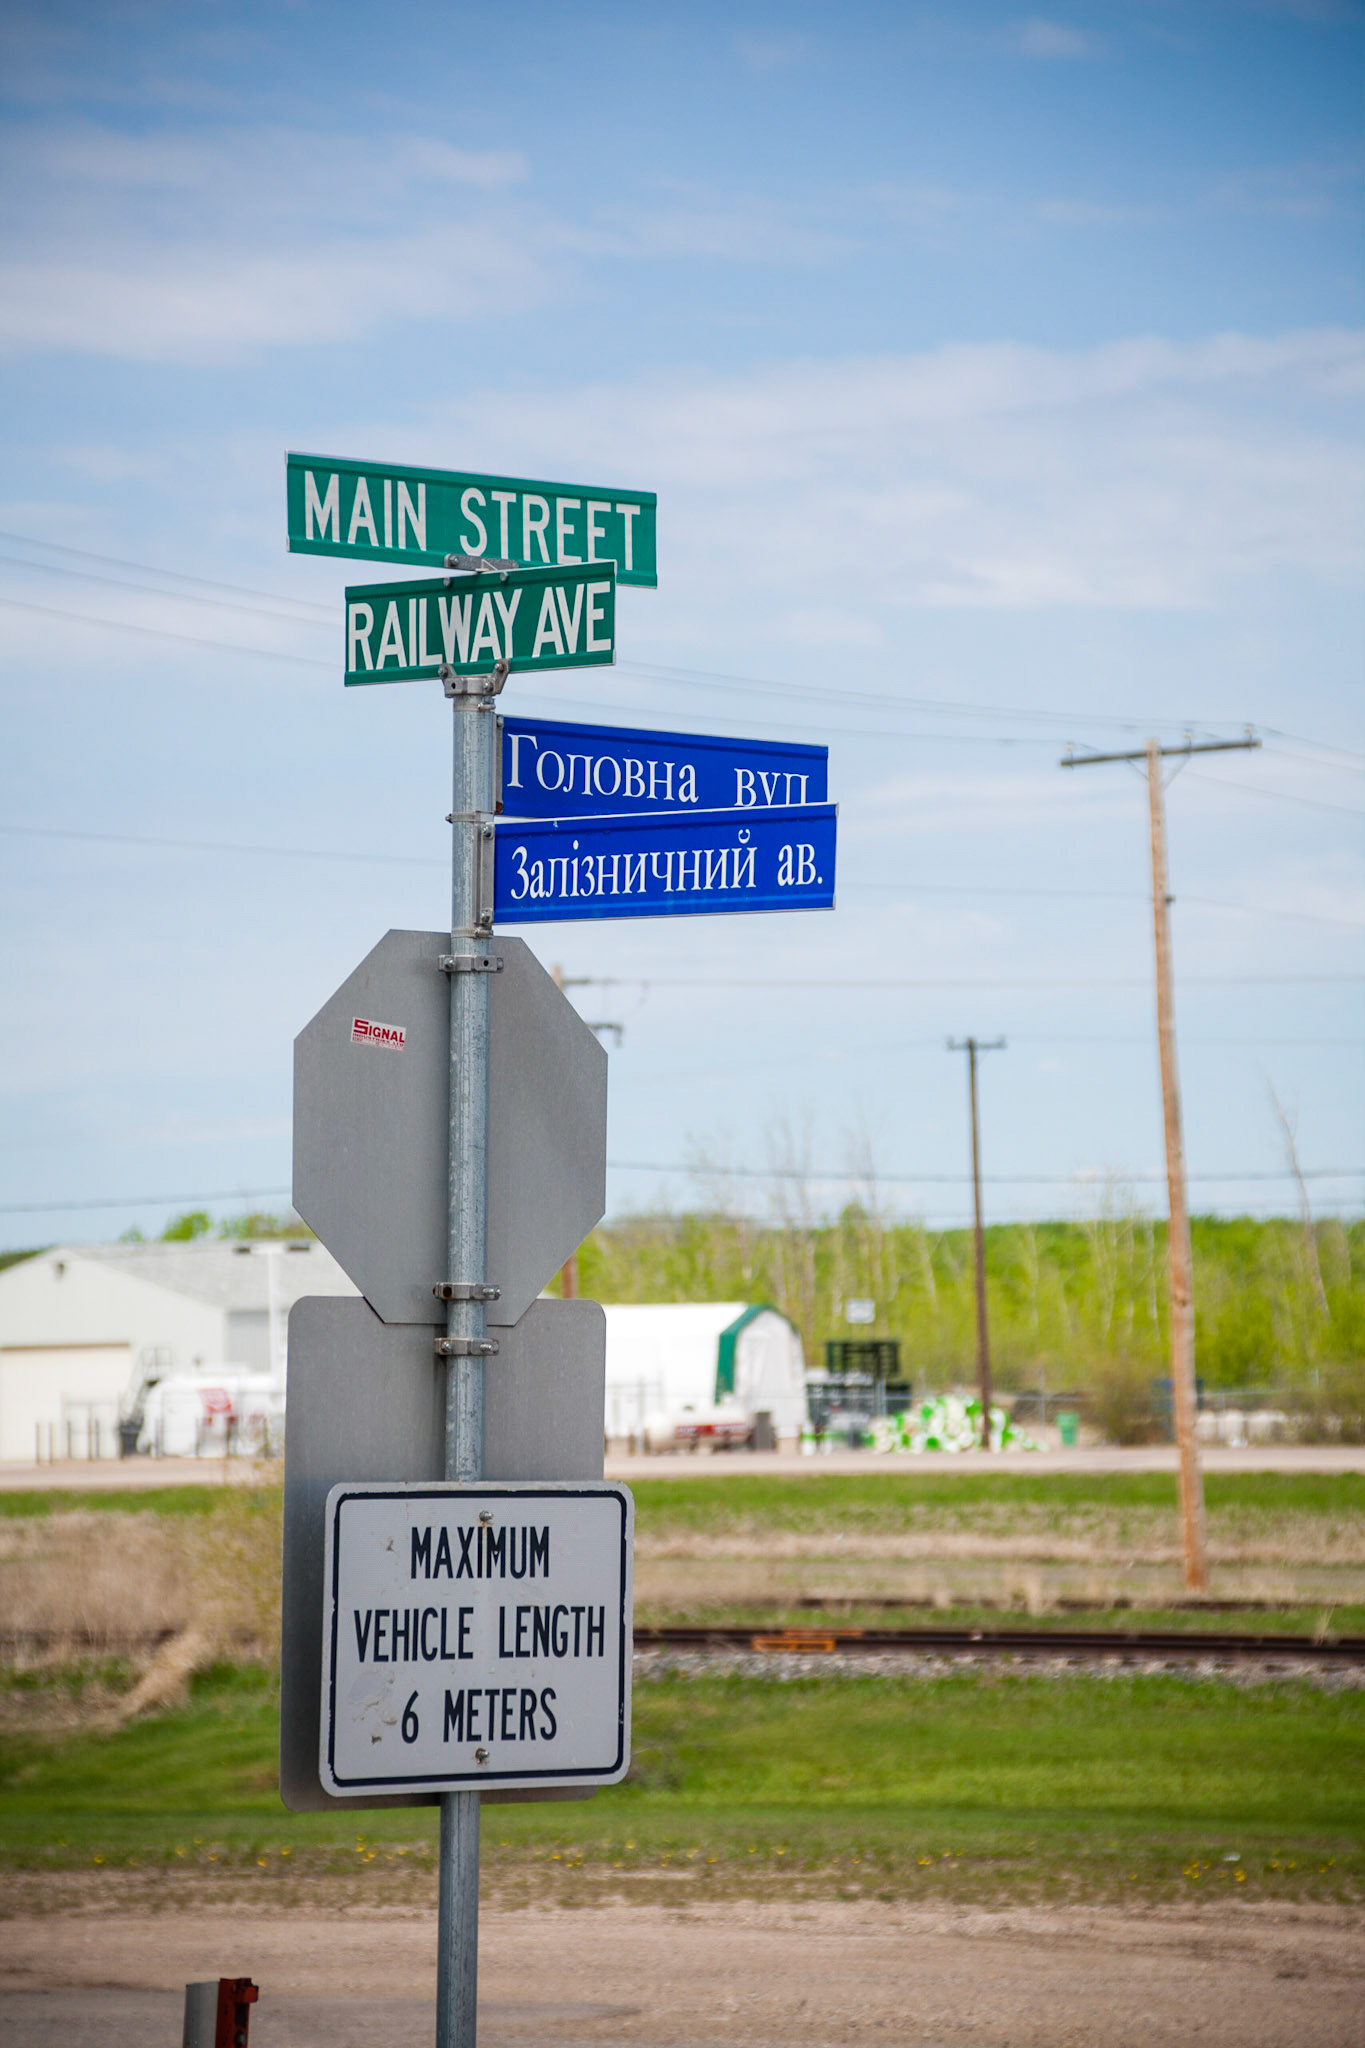 MAIN STREET
RAILWAY AVE
Головна вул
Залізничний ав.
SIGNAL
MAXIMUM
VEHICLE LENGTH
6 METERS